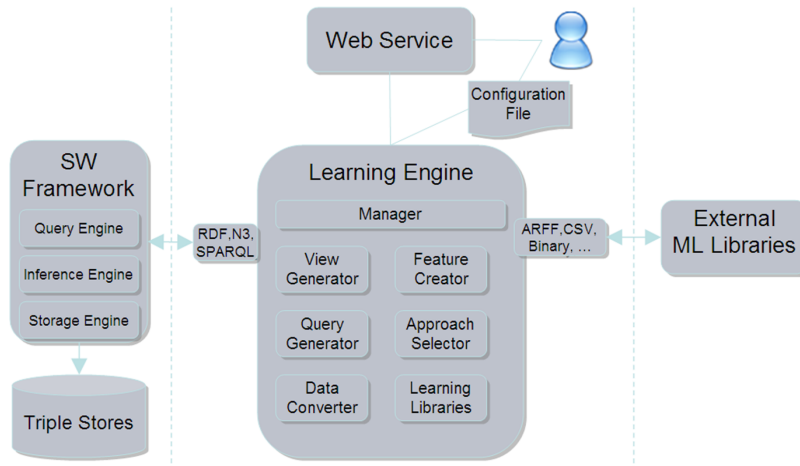 Web Service
Configuration
File
SW
Framework
Query Engine
Inference Engine
Storage Engine
Triple Stores
RDF,N3,
SPARQL
Learning Engine
Manager
View
Generator
Feature
Creator
Query
Generator
Approach
Selector
Data
Converter
Learning
Libraries
ARFF,CSV,
Binary, ...
External
ML Libraries